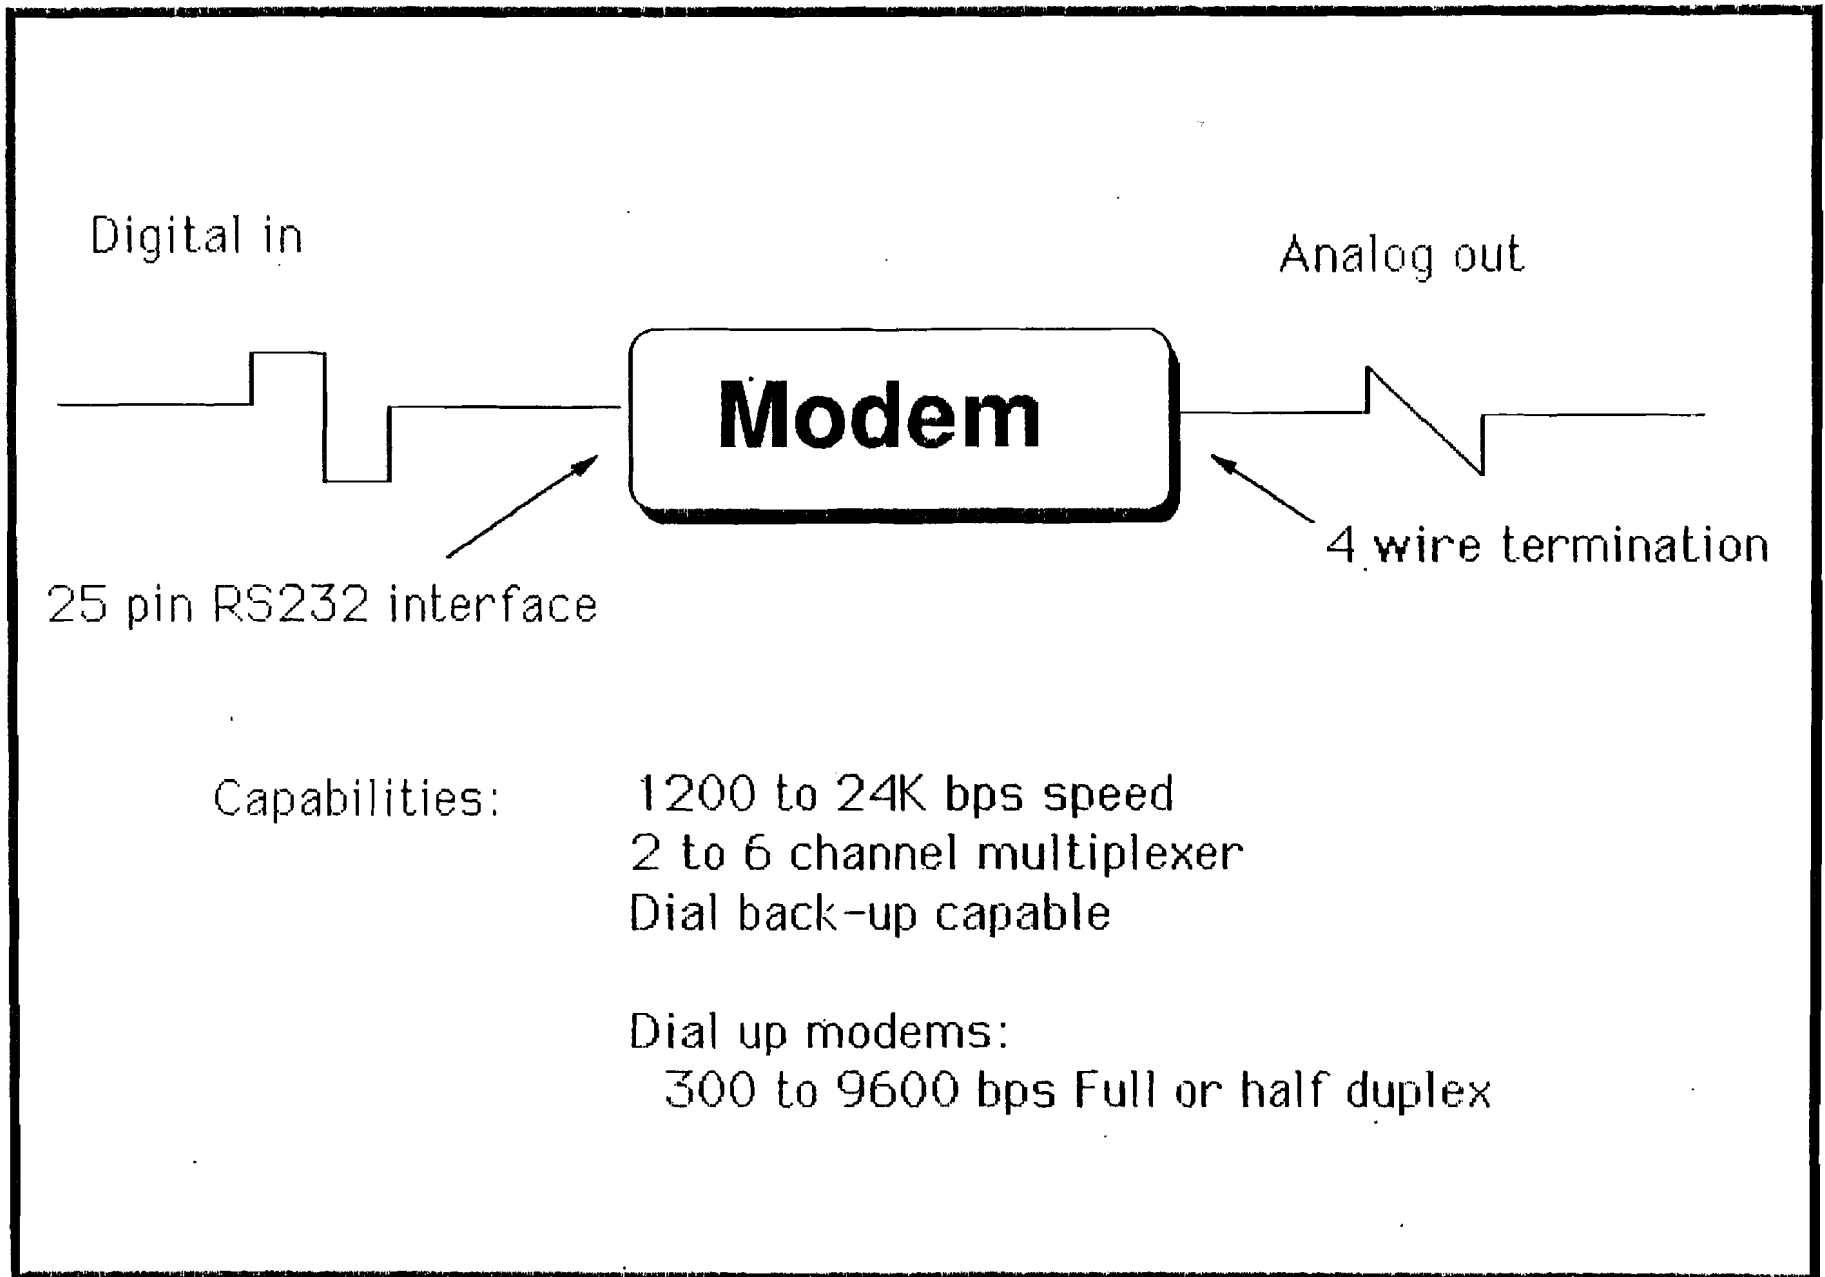 Digital in
Analog out
Modem
4 wire termination
25 pin RS232 interface
Capabilities: 1200 to 24K bps speed
2 to 6 channel multiplexer
Dial back-up capable
Dial up modems:
300 to 9600 bps Full or half duplex